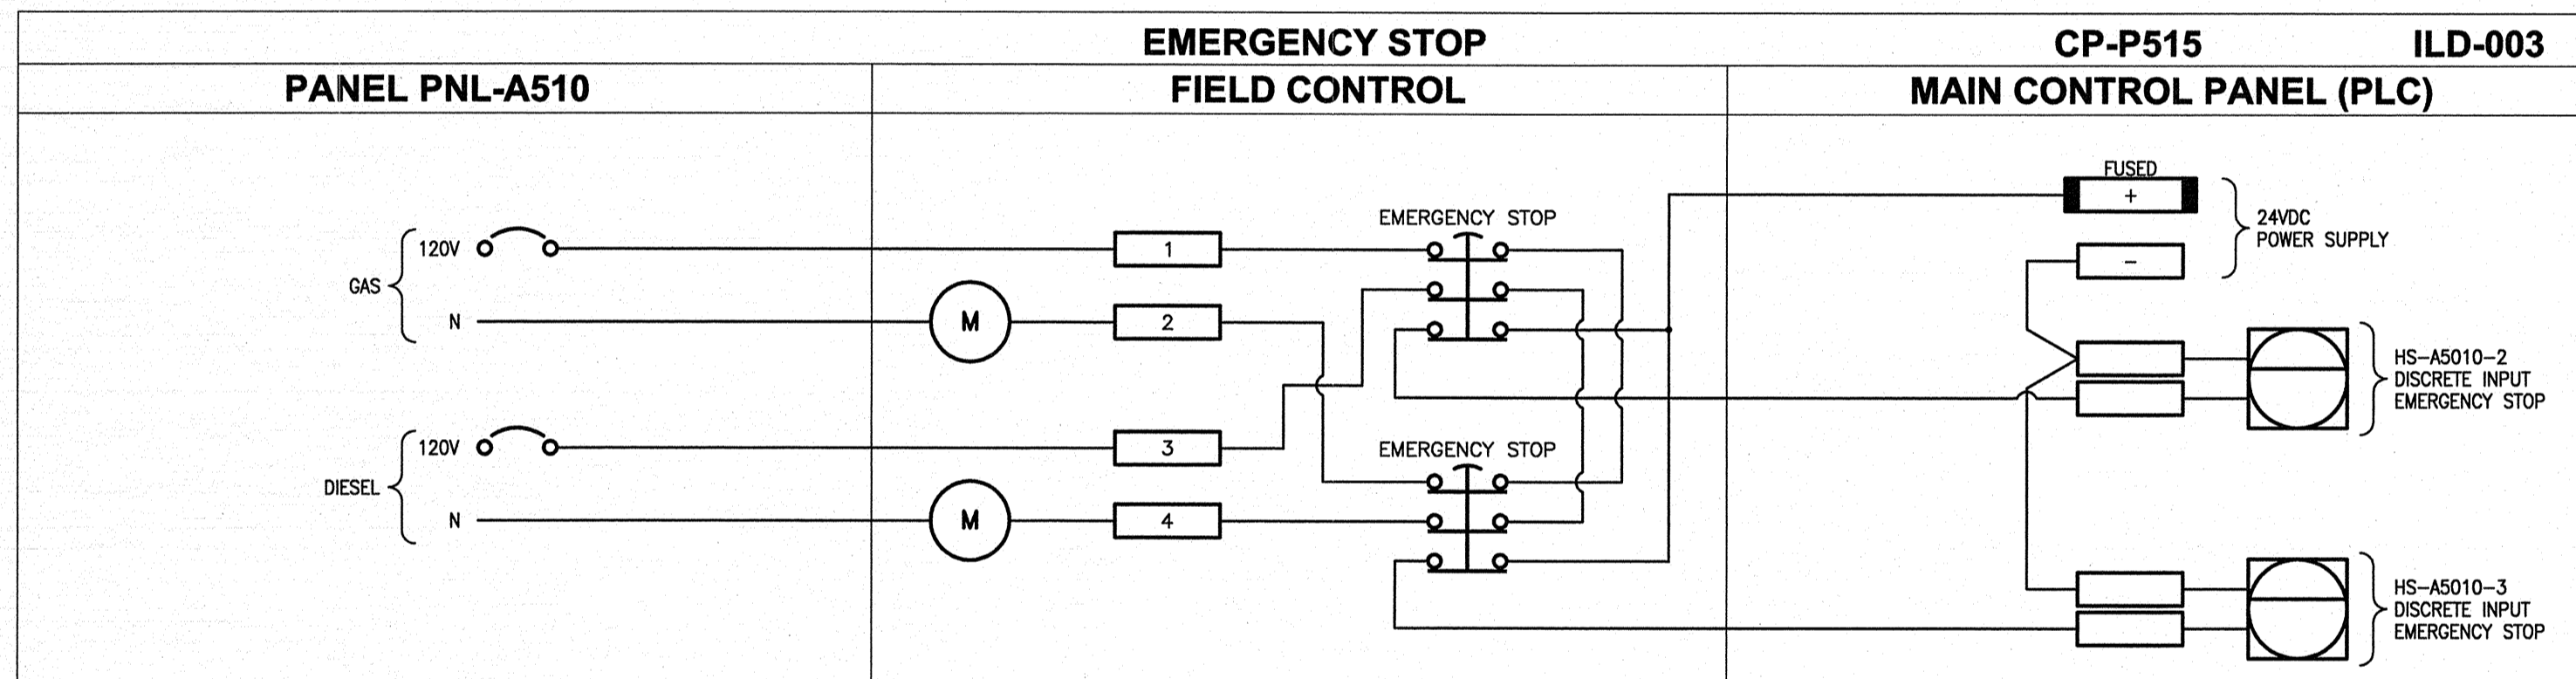 EMERGENCY STOP CP-P515 ILD-003
PANEL PNL-A510 FIELD CONTROL MAIN CONTROL PANEL (PLC)
GAS
120V
N
DIESEL
120V
N
M
M
1
2
3
4
EMERGENCY STOP
EMERGENCY STOP
FUSED
+
−
24VDC
POWER SUPPLY
HS-A5010-2
DISCRETE INPUT
EMERGENCY STOP
HS-A5010-3
DISCRETE INPUT
EMERGENCY STOP